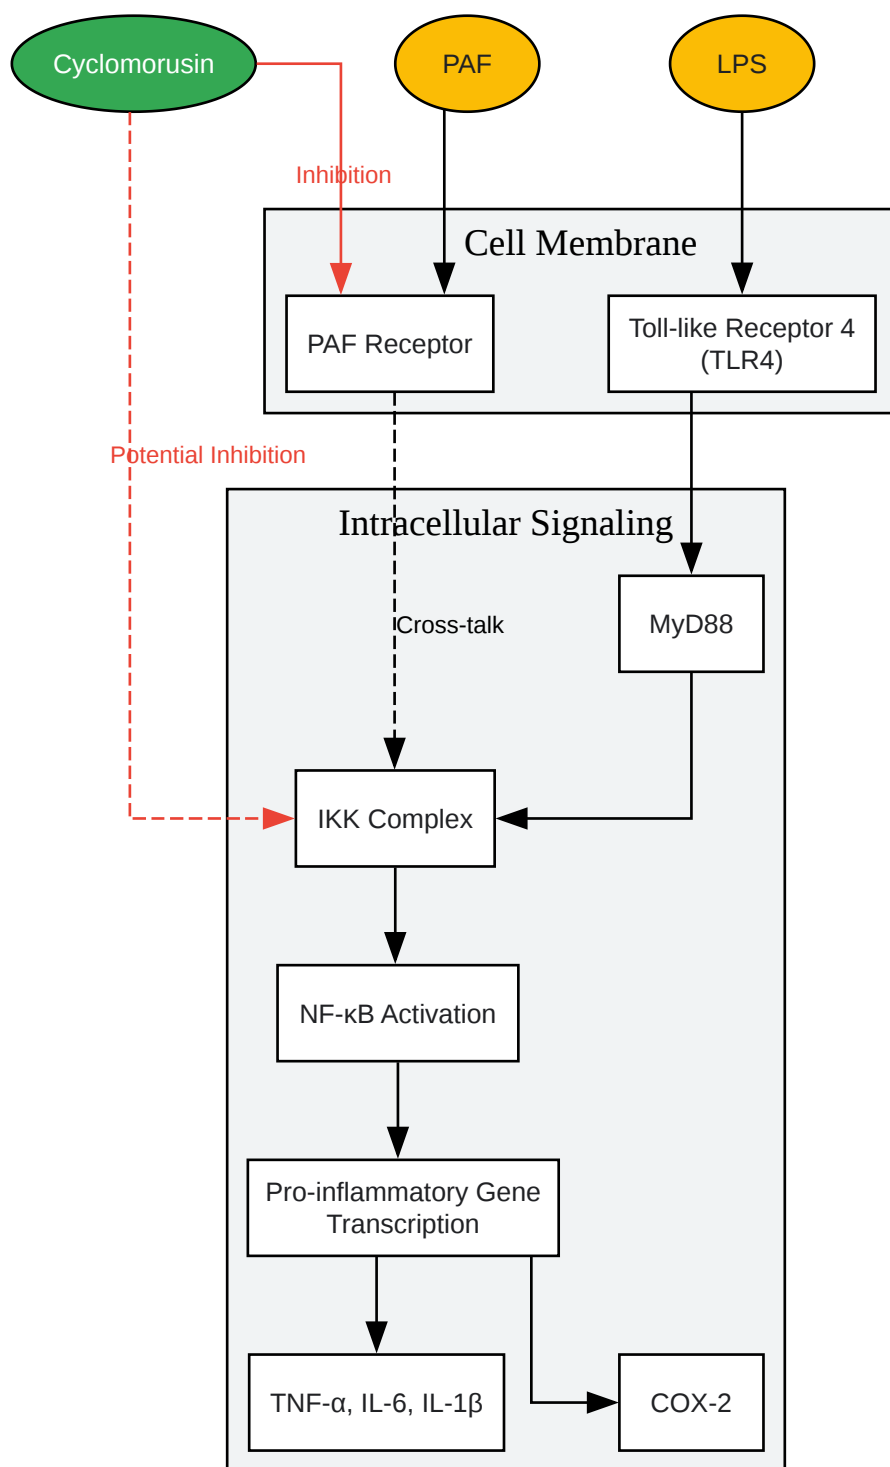 Cyclomorusin
PAF
LPS
Inhibition
Cell Membrane
PAF Receptor
Toll-like Receptor 4
(TLR4)
Potential Inhibition
Intracellular Signaling
Cross-talk
MyD88
IKK Complex
NF-κB Activation
Pro-inflammatory Gene
Transcription
TNF-α, IL-6, IL-1β
COX-2